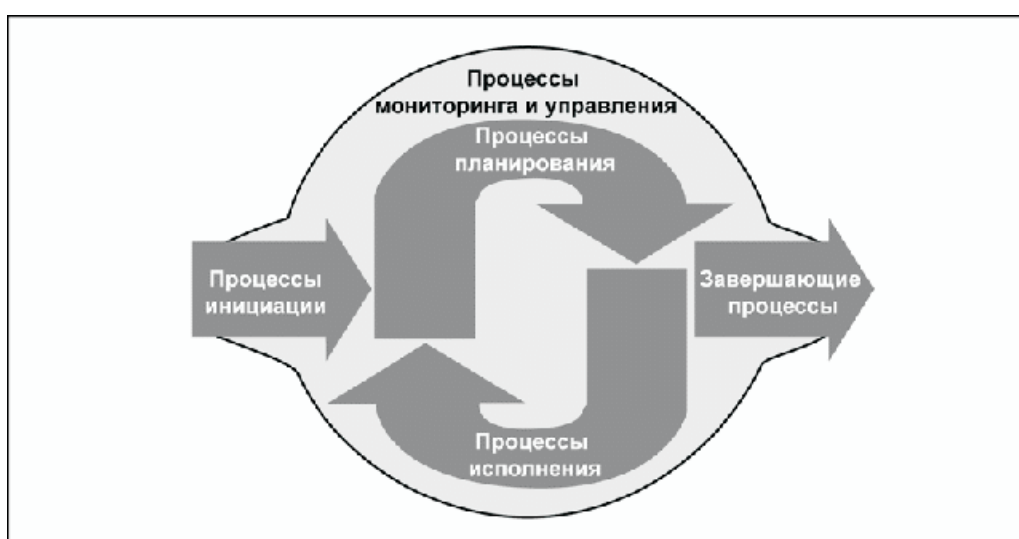 Процессы
мониторинга и управления
Процессы
планирования
Процессы
инициации
Завершающие
процессы
Процессы
исполнения